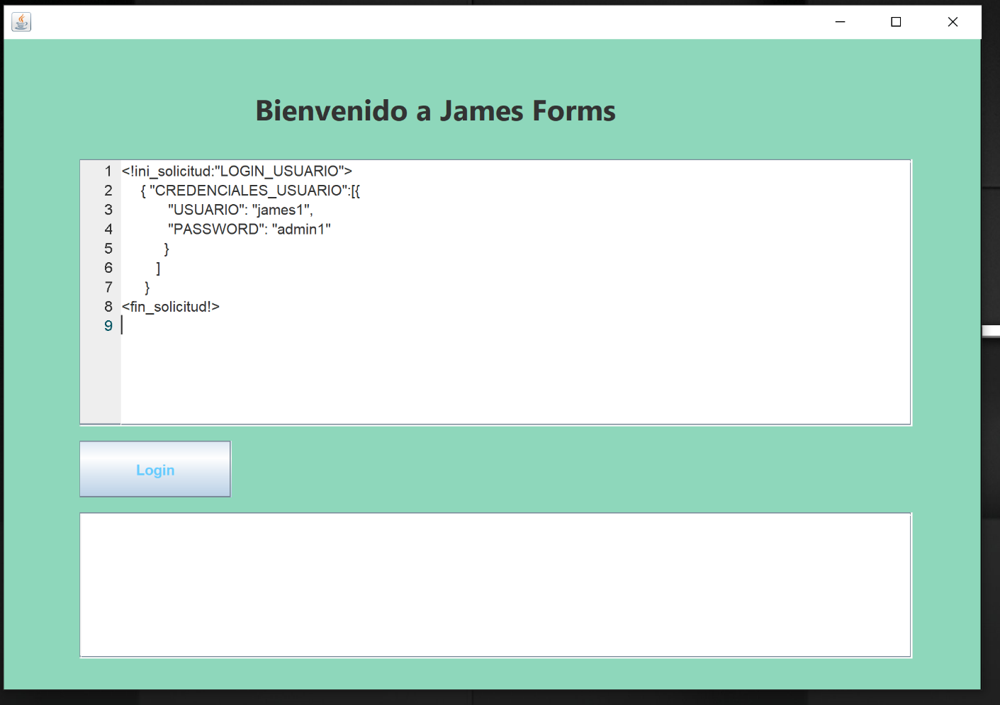 Bienvenido a James Forms
1 <!ini_solicitud:"LOGIN_USUARIO">
2 { "CREDENCIALES_USUARIO":[{
3 "USUARIO": "james1",
4 "PASSWORD": "admin1"
5 }
6 ]
7 }
8 <fin_solicitud!>
9
Login